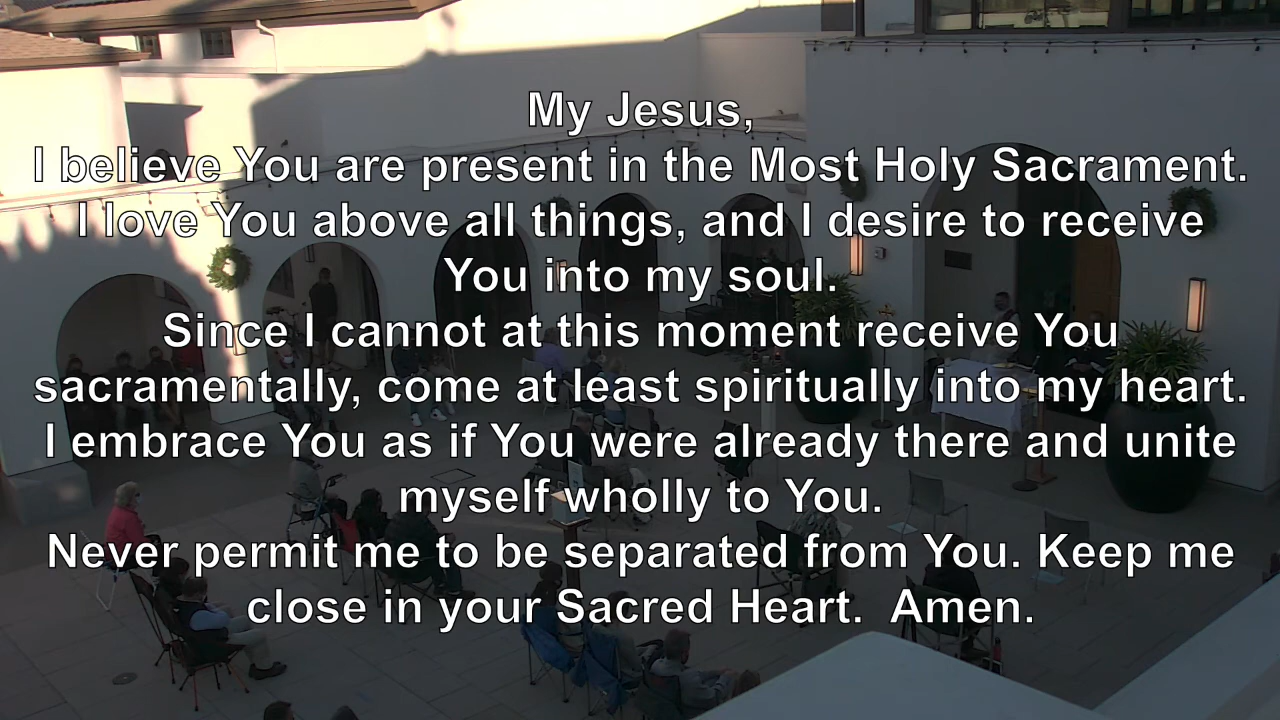 My Jesus,
I believe You are present in the Most Holy Sacrament.
I love You above all things, and I desire to receive
You into my soul.
Since I cannot at this moment receive You
sacramentally, come at least spiritually into my heart.
I embrace You as if You were already there and unite
myself wholly to You.
Never permit me to be separated from You. Keep me
close in your Sacred Heart.  Amen.